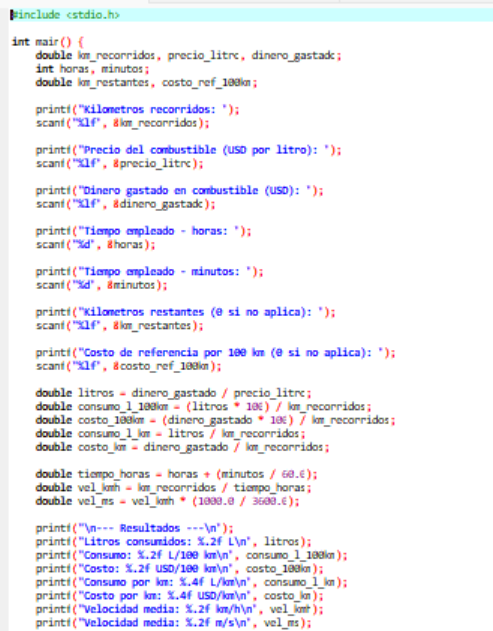 #include <stdio.h>
int main() {
double km_recorridos, precio_litro, dinero_gastado;
int horas, minutos;
double km_restantes, costo_ref_100km;
printf("Kilometros recorridos: ");
scanf("%lf", &km_recorridos);
printf("Precio del combustible (USD por litro): ");
scanf("%lf", &precio_litro);
printf("Dinero gastado en combustible (USD): ");
scanf("%lf", &dinero_gastado);
printf("Tiempo empleado - horas: ");
scanf("%d", &horas);
printf("Tiempo empleado - minutos: ");
scanf("%d", &minutos);
printf("Kilometros restantes (0 si no aplica): ");
scanf("%lf", &km_restantes);
printf("Costo de referencia por 100 km (0 si no aplica): ");
scanf("%lf", &costo_ref_100km);
double litros = dinero_gastado / precio_litro;
double consumo_l_100km = (litros * 100) / km_recorridos;
double costo_100km = (dinero_gastado * 100) / km_recorridos;
double consumo_l_km = litros / km_recorridos;
double costo_km = dinero_gastado / km_recorridos;
double tiempo_horas = horas + (minutos / 60.0);
double vel_kmh = km_recorridos / tiempo_horas;
double vel_ms = vel_kmh * (1000.0 / 3600.0);
printf("\n--- Resultados ---\n");
printf("Litros consumidos: %.2f L\n", litros);
printf("Consumo: %.2f L/100 km\n", consumo_l_100km);
printf("Costo: %.2f USD/100 km\n", costo_100km);
printf("Consumo por km: %.4f L/km\n", consumo_l_km);
printf("Costo por km: %.4f USD/km\n", costo_km);
printf("Velocidad media: %.2f km/h\n", vel_kmh);
printf("Velocidad media: %.2f m/s\n", vel_ms);